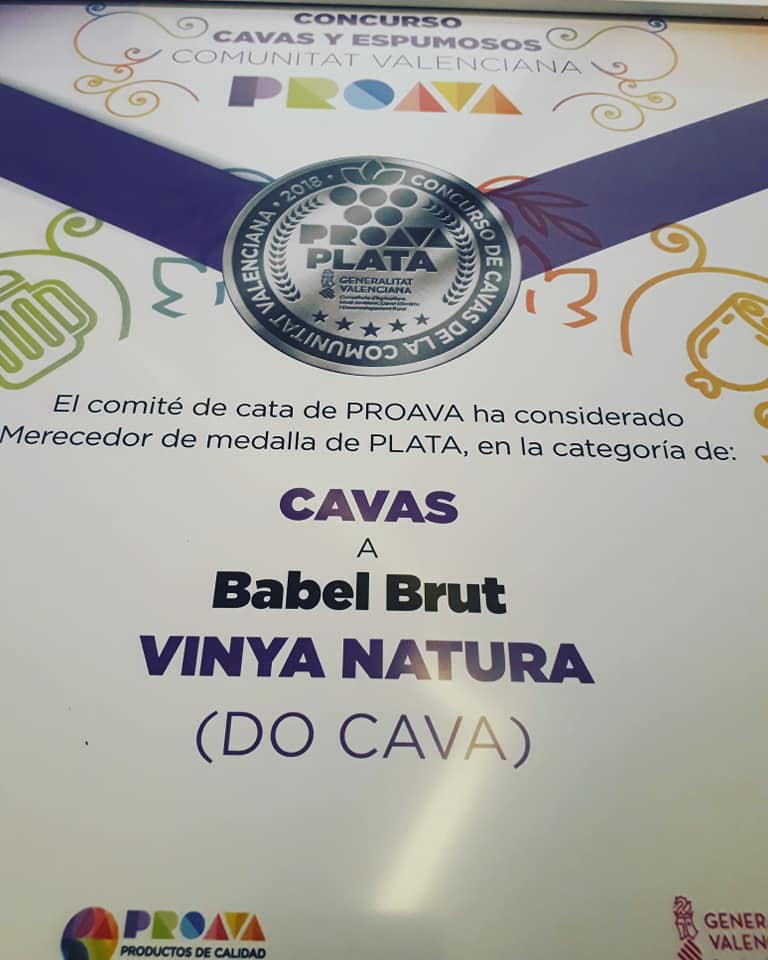 CONCURSO
CAVAS Y ESPUMOSOS
COMUNITAT VALENCIANA
PROAVA
CONCURSO DE CAVAS DE LA COMUNITAT VALENCIANA • 2018 •
PROAVA
PLATA
GENERALITAT
VALENCIANA
El comité de cata de PROAVA ha considerado
Merecedor de medalla de PLATA, en la categoría de:
CAVAS
A
Babel Brut
VINYA NATURA
(DO CAVA)
PROAVA
PRODUCTOS DE CALIDAD
GENER
VALEN